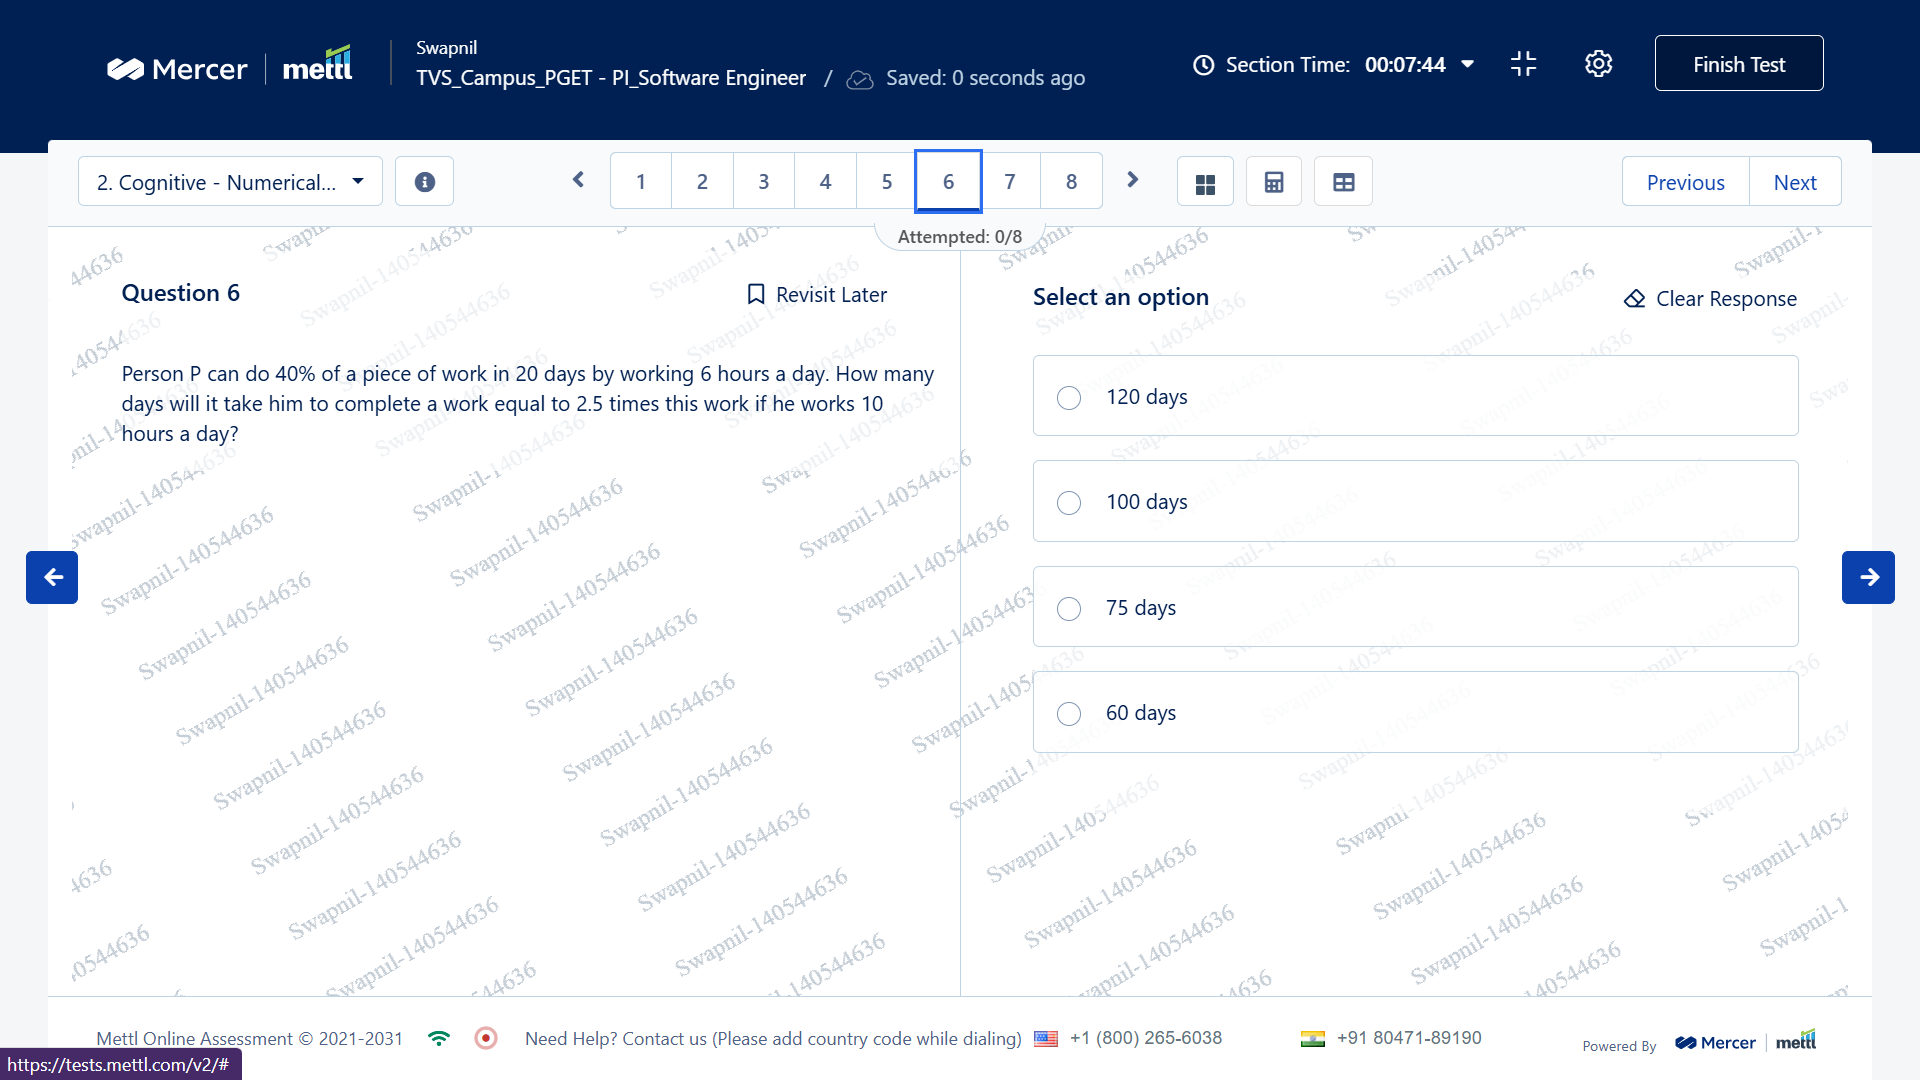 Mercer mettl
Swapnil
TVS_Campus_PGET - PI_Software Engineer / Saved: 0 seconds ago
Section Time: 00:07:44
Finish Test
2. Cognitive - Numerical...
1 2 3 4 5 6 7 8
Previous Next
Attempted: 0/8
Question 6
Revisit Later
Person P can do 40% of a piece of work in 20 days by working 6 hours a day. How many
days will it take him to complete a work equal to 2.5 times this work if he works 10
hours a day?
Select an option
Clear Response
120 days
100 days
75 days
60 days
Swapnil-140544636
Mettl Online Assessment © 2021-2031
Need Help? Contact us (Please add country code while dialing) +1 (800) 265-6038 +91 80471-89190
Powered By Mercer mettl
https://tests.mettl.com/v2/#